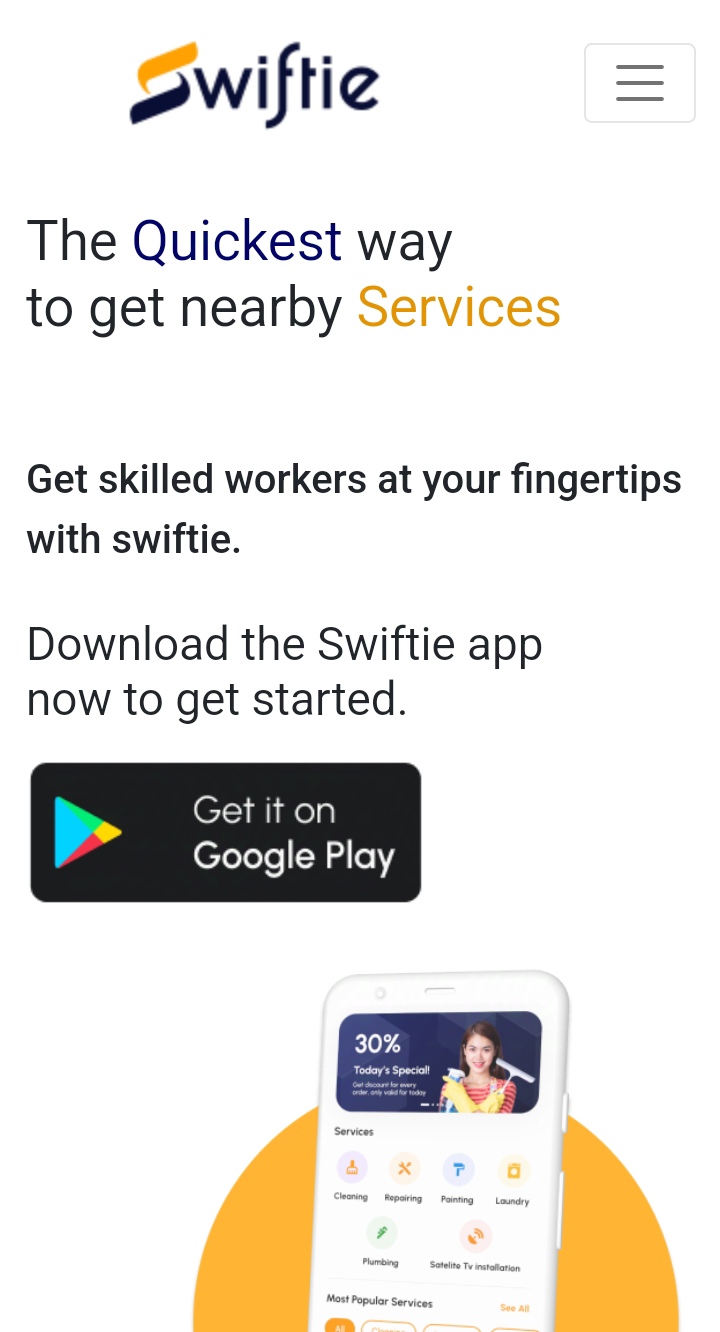 Swiftie
The Quickest way
to get nearby Services
Get skilled workers at your fingertips
with swiftie.
Download the Swiftie app
now to get started.
Get it on
Google Play
30%
Today's Special!
Get discount for every
order, only valid for today
Services
Cleaning Repairing Painting Laundry
Plumbing Satelite Tv installation
Most Popular Services See All
All